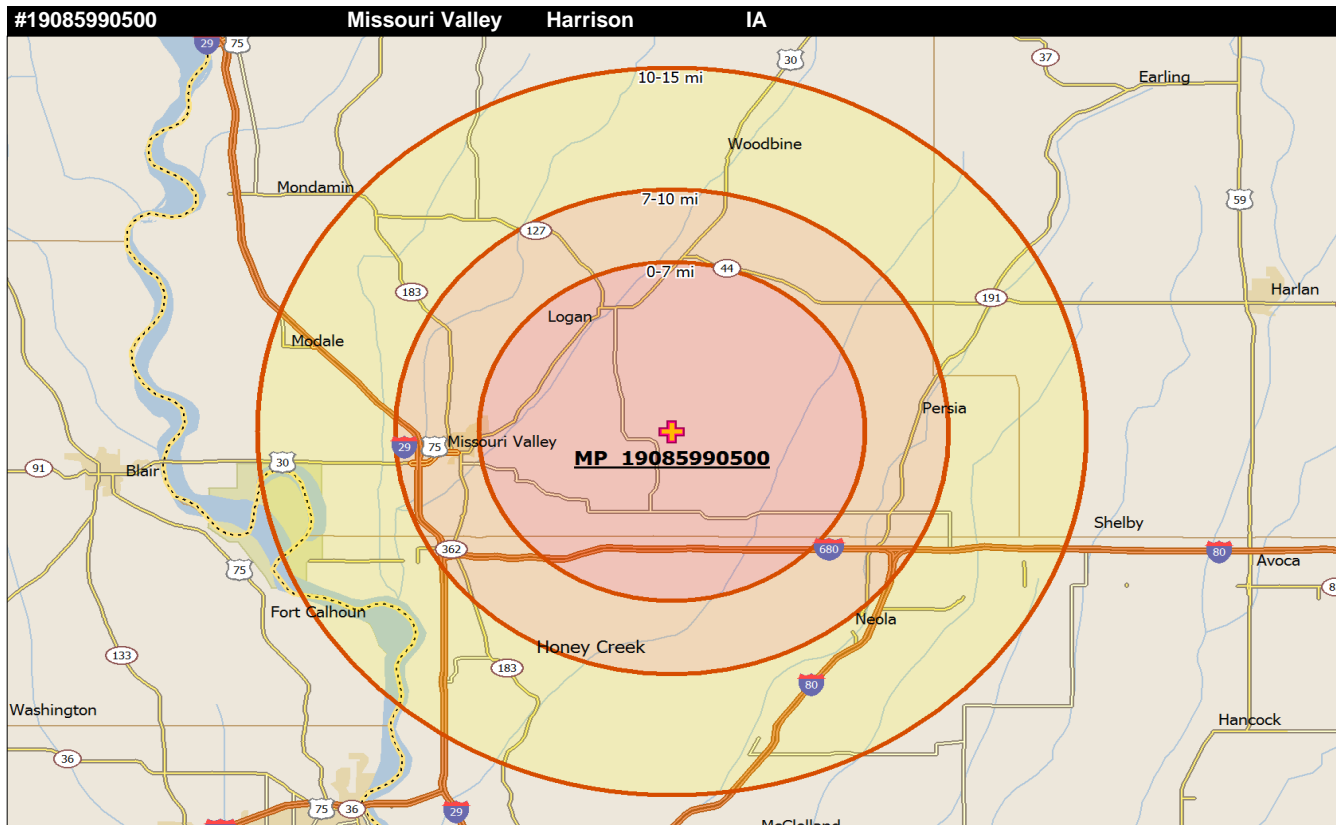 #19085990500 Missouri Valley Harrison IA
29 75
10-15 mi
30
37
Earling
Woodbine
Mondamin
7-10 mi
59
127
0-7 mi
44
183
191
Harlan
Logan
Modale
Persia
29 75 Missouri Valley
MP 19085990500
91
Blair
30
Shelby
362
680
80
Avoca
75
8
Fort Calhoun
Neola
Honey Creek
133
183
80
Washington
Hancock
36
75 36
29
McClelland